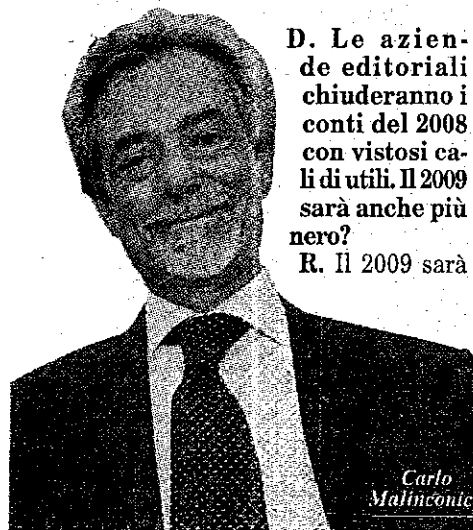 D. Le azien-
de editoriali
chiuderanno i
conti del 2008
con vistosi ca-
li di utili. Il 2009
sarà anche più
nero?
R. Il 2009 sarà
Carlo
Malinconic